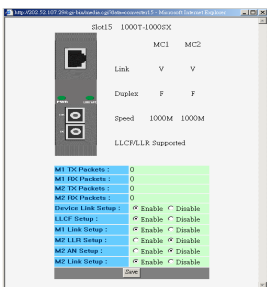 Slot15 1000T-1000SX
MC1 MC2
Link V V
Duplex F F
Speed 1000M 1000M
LLCF/LLR Supported
PWR
M1 TX Packets : 0
M1 RX Packets : 0
M2 TX Packets : 0
M2 RX Packets : 0
Device Link Setup : Enable Disable
LLCF Setup : Enable Disable
M1 Link Setup : Enable Disable
M2 LLR Setup : Enable Disable
M2 AN Setup : Enable Disable
M2 Link Setup : Enable Disable
Save